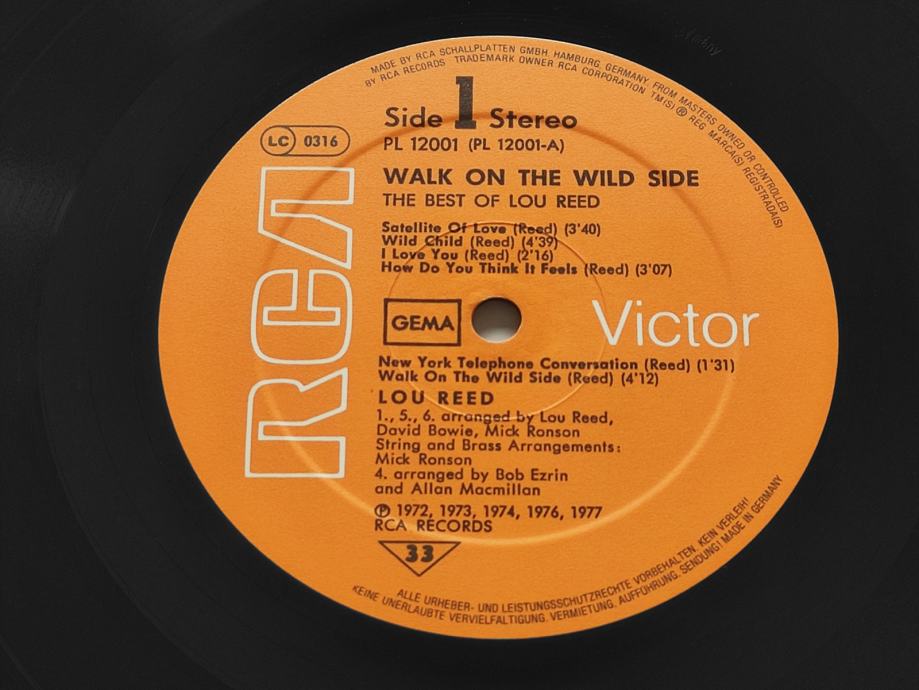 MADE BY RCA SCHALLPLATTEN GMBH, HAMBURG, GERMANY, FROM MASTERS OWNED OR CONTROLLED
BY RCA RECORDS TRADEMARK OWNER RCA CORPORATION TM(S) ® REG MARCA(S) REGISTRADA(S)
Side 1 Stereo
LC 0316
PL 12001 (PL 12001-A)
WALK ON THE WILD SIDE
THE BEST OF LOU REED
Satellite Of Love (Reed) (3'40)
Wild Child (Reed) (4'39)
I Love You (Reed) (2'16)
How Do You Think It Feels (Reed) (3'07)
RCA
GEMA
Victor
New York Telephone Conversation (Reed) (1'31)
Walk On The Wild Side (Reed) (4'12)
LOU REED
1., 5., 6. arranged by Lou Reed,
David Bowie, Mick Ronson
String and Brass Arrangements:
Mick Ronson
4. arranged by Bob Ezrin
and Allan Macmillan
℗ 1972, 1973, 1974, 1976, 1977
RCA RECORDS
33
ALLE URHEBER- UND LEISTUNGSSCHUTZRECHTE VORBEHALTEN. KEIN VERLEIH!
KEINE UNERLAUBTE VERVIELFÄLTIGUNG. VERMIETUNG. AUFFÜHRUNG. SENDUNG! MADE IN GERMANY